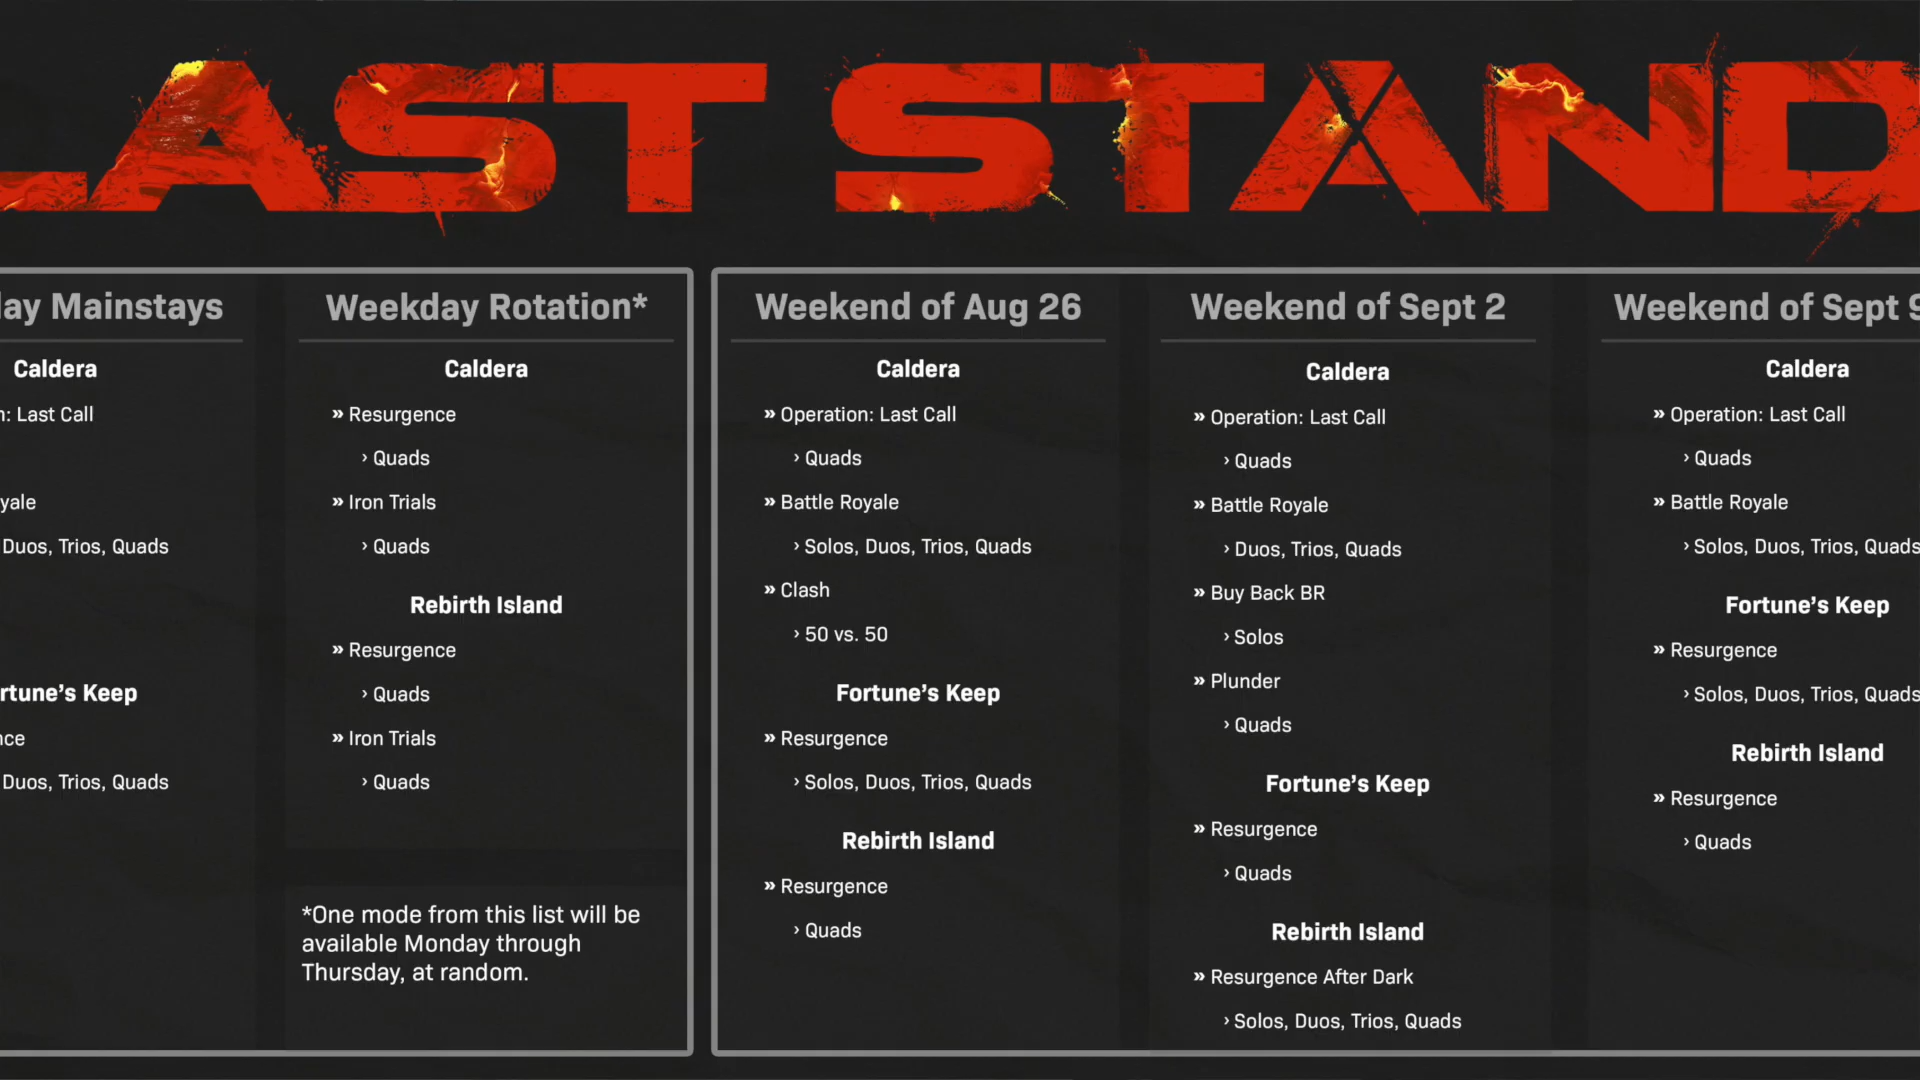 LAST STAND
Mainstays
Caldera
Last Call
Duos, Trios, Quads
Keep
Duos, Trios, Quads
Weekday Rotation*
Caldera
» Resurgence
› Quads
» Iron Trials
› Quads
Rebirth Island
» Resurgence
› Quads
» Iron Trials
› Quads
*One mode from this list will be
available Monday through
Thursday, at random.
Weekend of Aug 26
Caldera
» Operation: Last Call
› Quads
» Battle Royale
› Solos, Duos, Trios, Quads
» Clash
› 50 vs. 50
Fortune’s Keep
» Resurgence
› Solos, Duos, Trios, Quads
Rebirth Island
» Resurgence
› Quads
Weekend of Sept 2
Caldera
» Operation: Last Call
› Quads
» Battle Royale
› Duos, Trios, Quads
» Buy Back BR
› Solos
» Plunder
› Quads
Fortune’s Keep
» Resurgence
› Quads
Rebirth Island
» Resurgence After Dark
› Solos, Duos, Trios, Quads
Weekend of Sept 9
Caldera
» Operation: Last Call
› Quads
» Battle Royale
› Solos, Duos, Trios, Quads
Fortune’s Keep
» Resurgence
› Solos, Duos, Trios, Quads
Rebirth Island
» Resurgence
› Quads